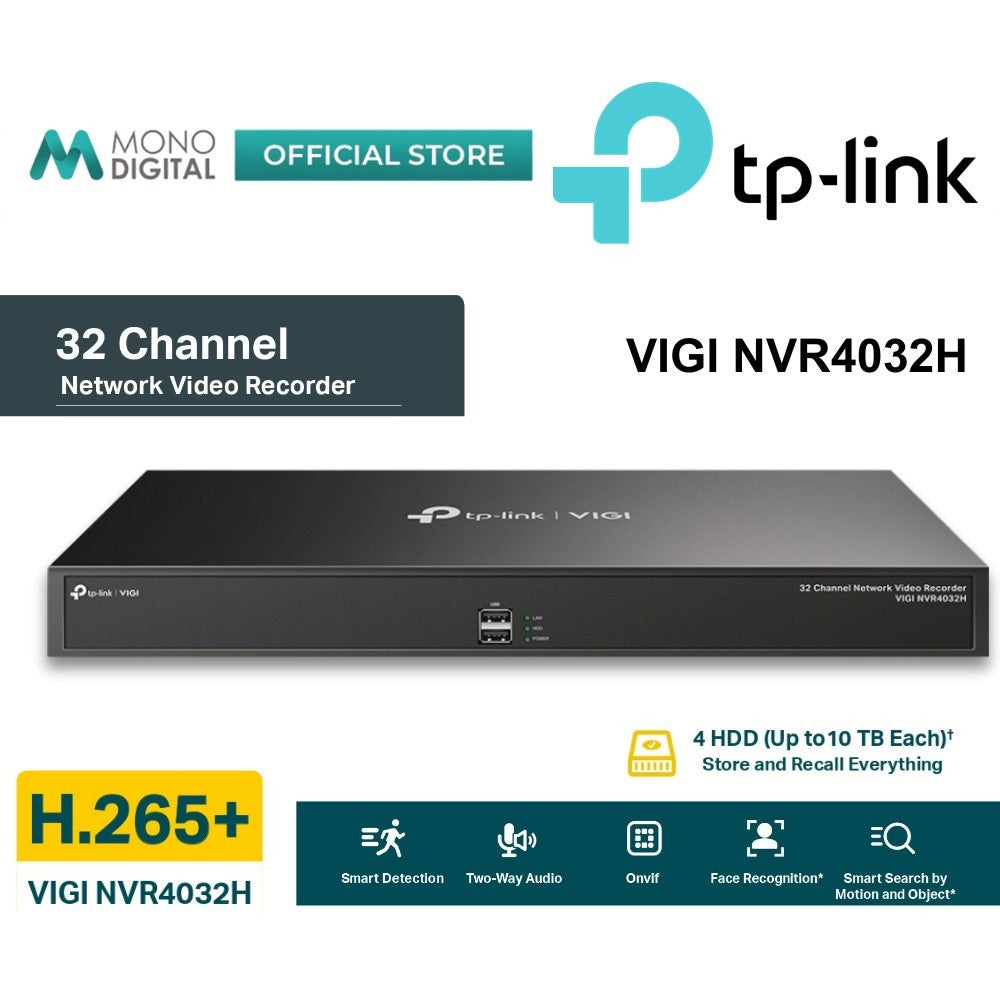 MONO
DIGITAL
OFFICIAL STORE
tp-link
32 Channel
Network Video Recorder
VIGI NVR4032H
tp-link | VIGI
tp-link | VIGI
32 Channel Network Video Recorder
VIGI NVR4032H
USB
LAN
HDD
POWER
4 HDD (Up to10 TB Each)†
Store and Recall Everything
H.265+
VIGI NVR4032H
Smart Detection
Two-Way Audio
Onvif
Face Recognition*
Smart Search by
Motion and Object*